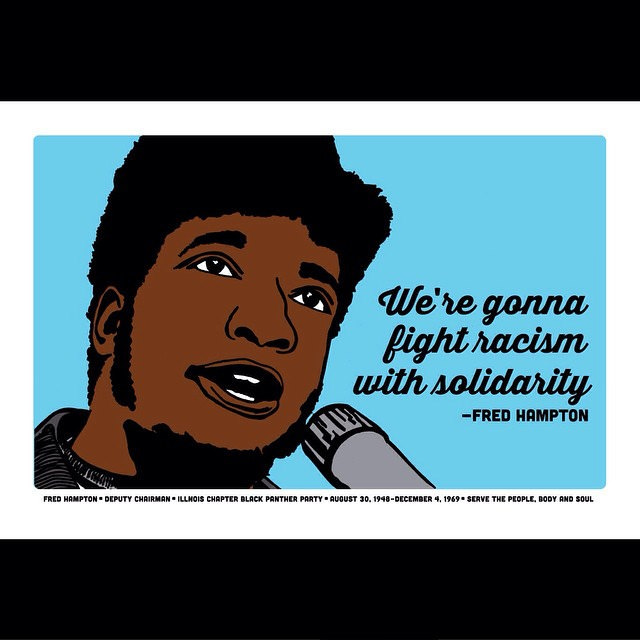 We're gonna
fight racism
with solidarity
-FRED HAMPTON
FRED HAMPTON • DEPUTY CHAIRMAN • ILLNOIS CHAPTER BLACK PANTHER PARTY • AUGUST 30, 1948-DECEMBER 4, 1969 • SERVE THE PEOPLE, BODY AND SOUL